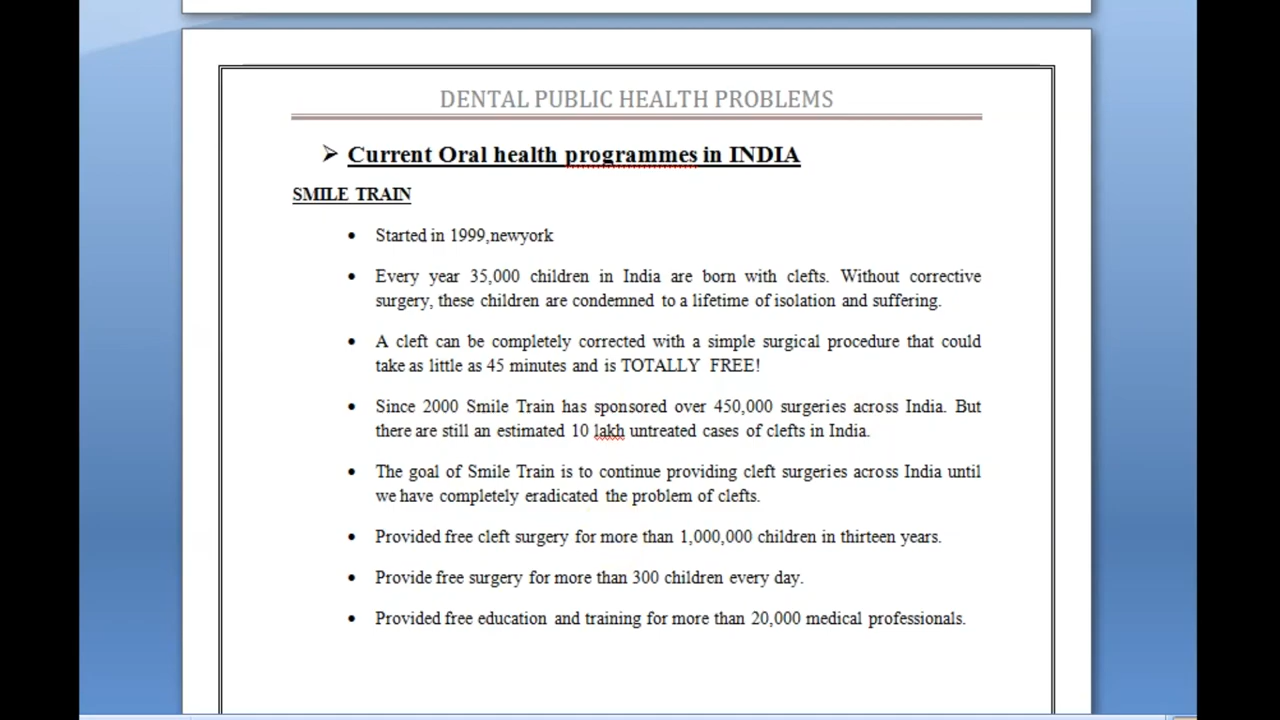 DENTAL PUBLIC HEALTH PROBLEMS
➢ Current Oral health programmes in INDIA
SMILE TRAIN
• Started in 1999,newyork
• Every year 35,000 children in India are born with clefts. Without corrective
surgery, these children are condemned to a lifetime of isolation and suffering.
• A cleft can be completely corrected with a simple surgical procedure that could
take as little as 45 minutes and is TOTALLY FREE!
• Since 2000 Smile Train has sponsored over 450,000 surgeries across India. But
there are still an estimated 10 lakh untreated cases of clefts in India.
• The goal of Smile Train is to continue providing cleft surgeries across India until
we have completely eradicated the problem of clefts.
• Provided free cleft surgery for more than 1,000,000 children in thirteen years.
• Provide free surgery for more than 300 children every day.
• Provided free education and training for more than 20,000 medical professionals.